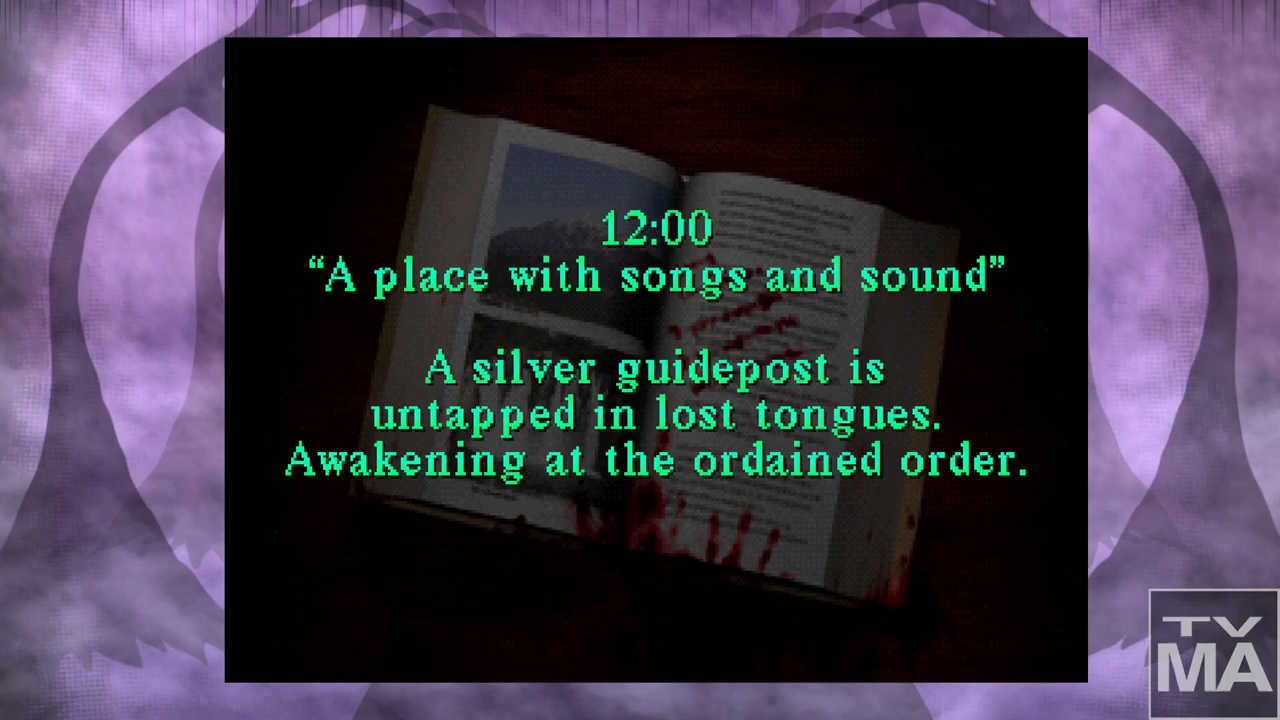 12:00
“A place with songs and sound”
A silver guidepost is
untapped in lost tongues.
Awakening at the ordained order.
TV
MA